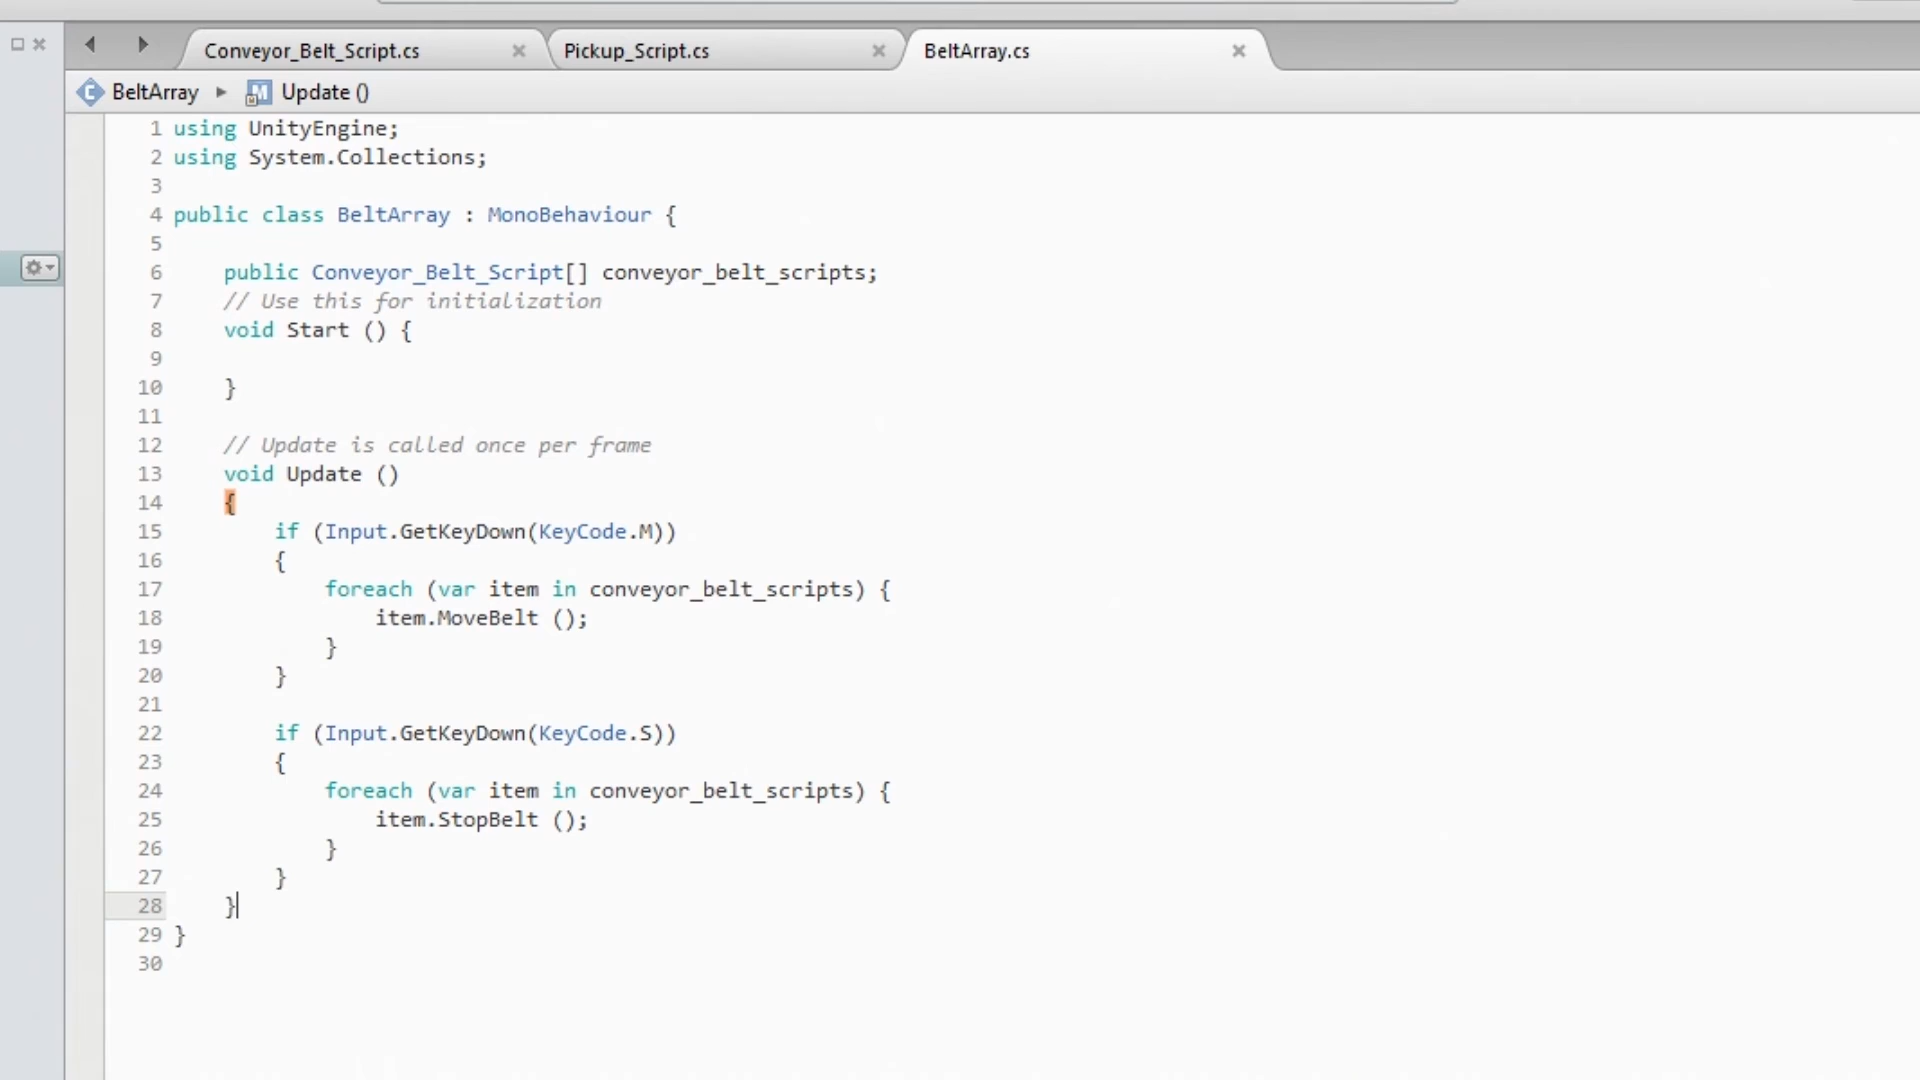 Conveyor_Belt_Script.cs
Pickup_Script.cs
BeltArray.cs
BeltArray
Update ()
1 using UnityEngine;
2 using System.Collections;
3
4 public class BeltArray : MonoBehaviour {
5
6     public Conveyor_Belt_Script[] conveyor_belt_scripts;
7     // Use this for initialization
8     void Start () {
9
10     }
11
12     // Update is called once per frame
13     void Update ()
14     {
15         if (Input.GetKeyDown(KeyCode.M))
16         {
17             foreach (var item in conveyor_belt_scripts) {
18                 item.MoveBelt ();
19             }
20         }
21
22         if (Input.GetKeyDown(KeyCode.S))
23         {
24             foreach (var item in conveyor_belt_scripts) {
25                 item.StopBelt ();
26             }
27         }
28     }
29 }
30